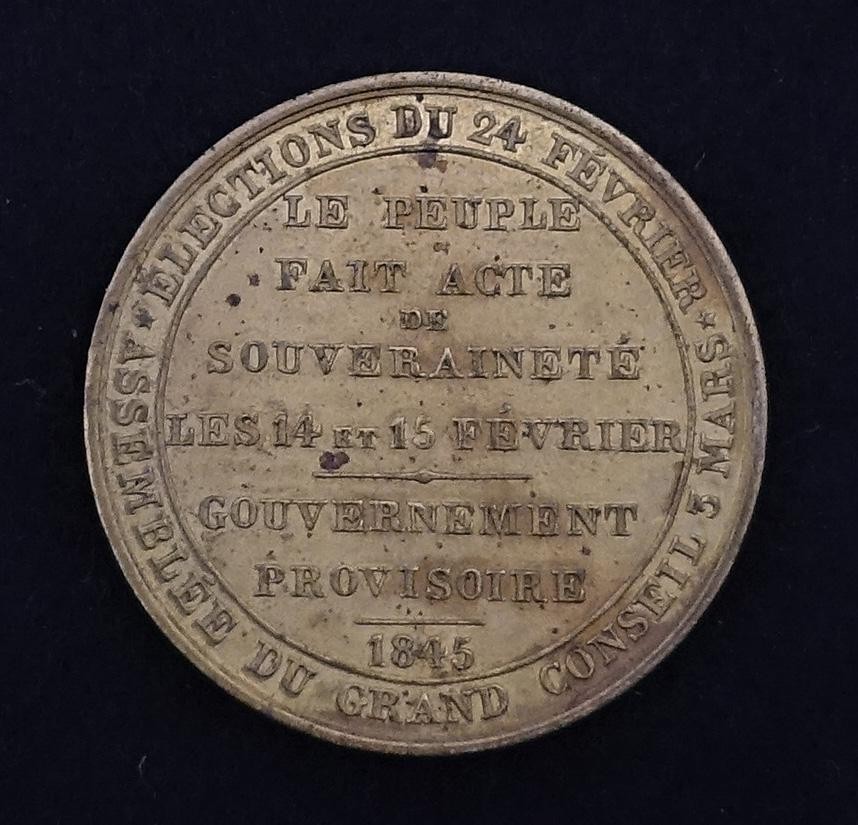 ÉLECTIONS DU 24 FÉVRIER
LE PEUPLE
FAIT ACTE
DE
SOUVERAINETÉ
LES 14 ET 15 FÉVRIER
GOUVERNEMENT
PROVISOIRE
1845
ASSEMBLÉE DU GRAND CONSEIL 3 MARS